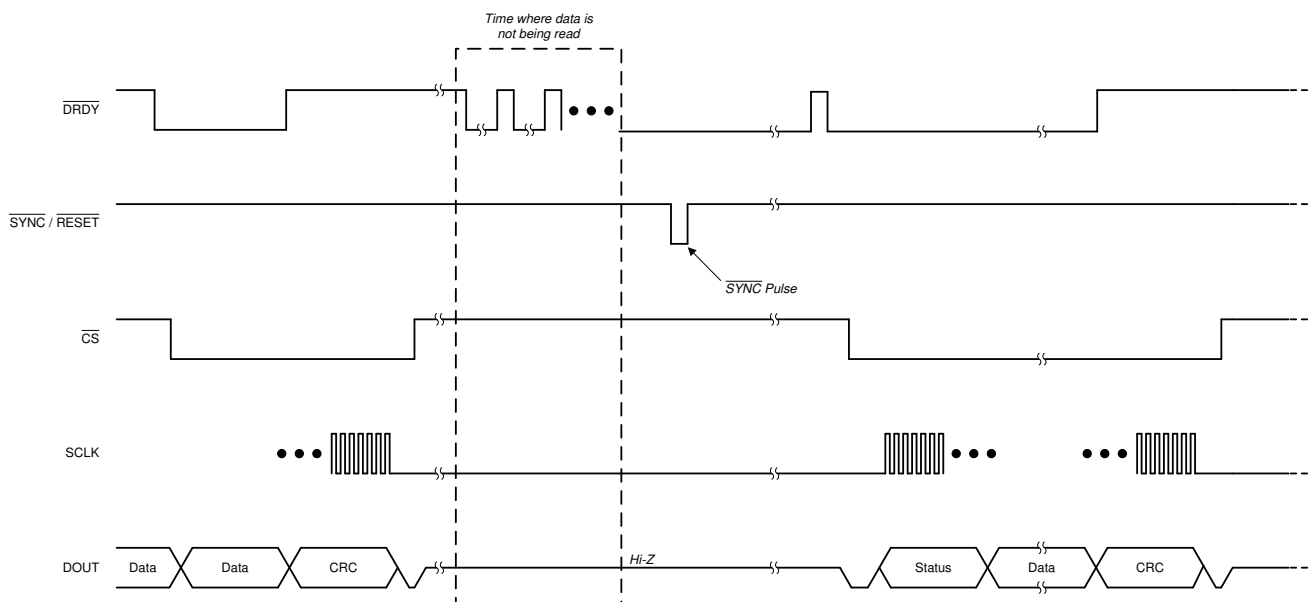 Time where data is
not being read
DRDY
SYNC / RESET
SYNC Pulse
CS
SCLK
DOUT
Data
Data
CRC
Hi-Z
Status
Data
CRC